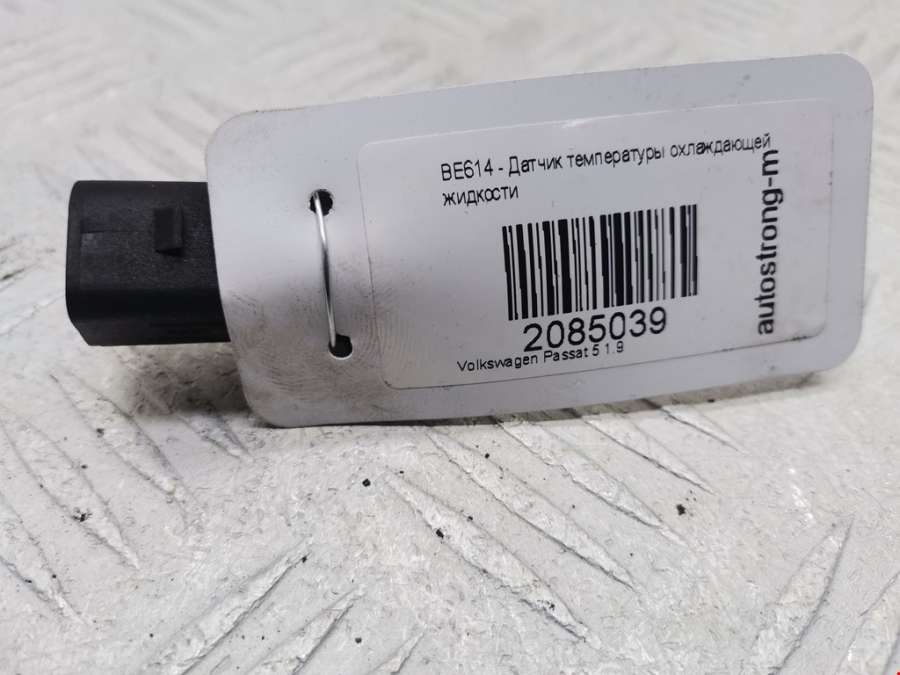 BE614 - Датчик температуры охлаждающей
жидкости
2085039
Volkswagen Passat 5 1.9
autostrong-m